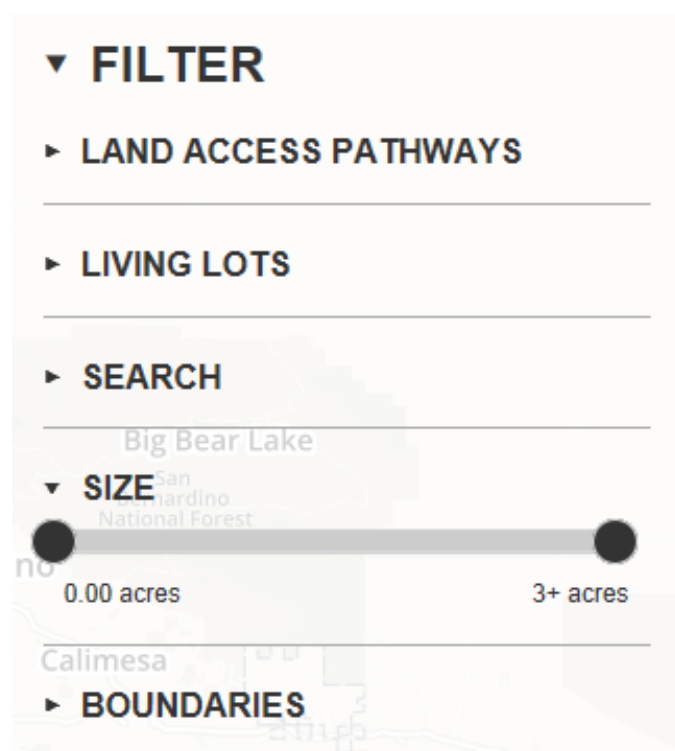 FILTER
LAND ACCESS PATHWAYS
LIVING LOTS
SEARCH
Big Bear Lake
SIZE
San
Bernardino
National Forest
no
0.00 acres
3+ acres
Calimesa
BOUNDARIES